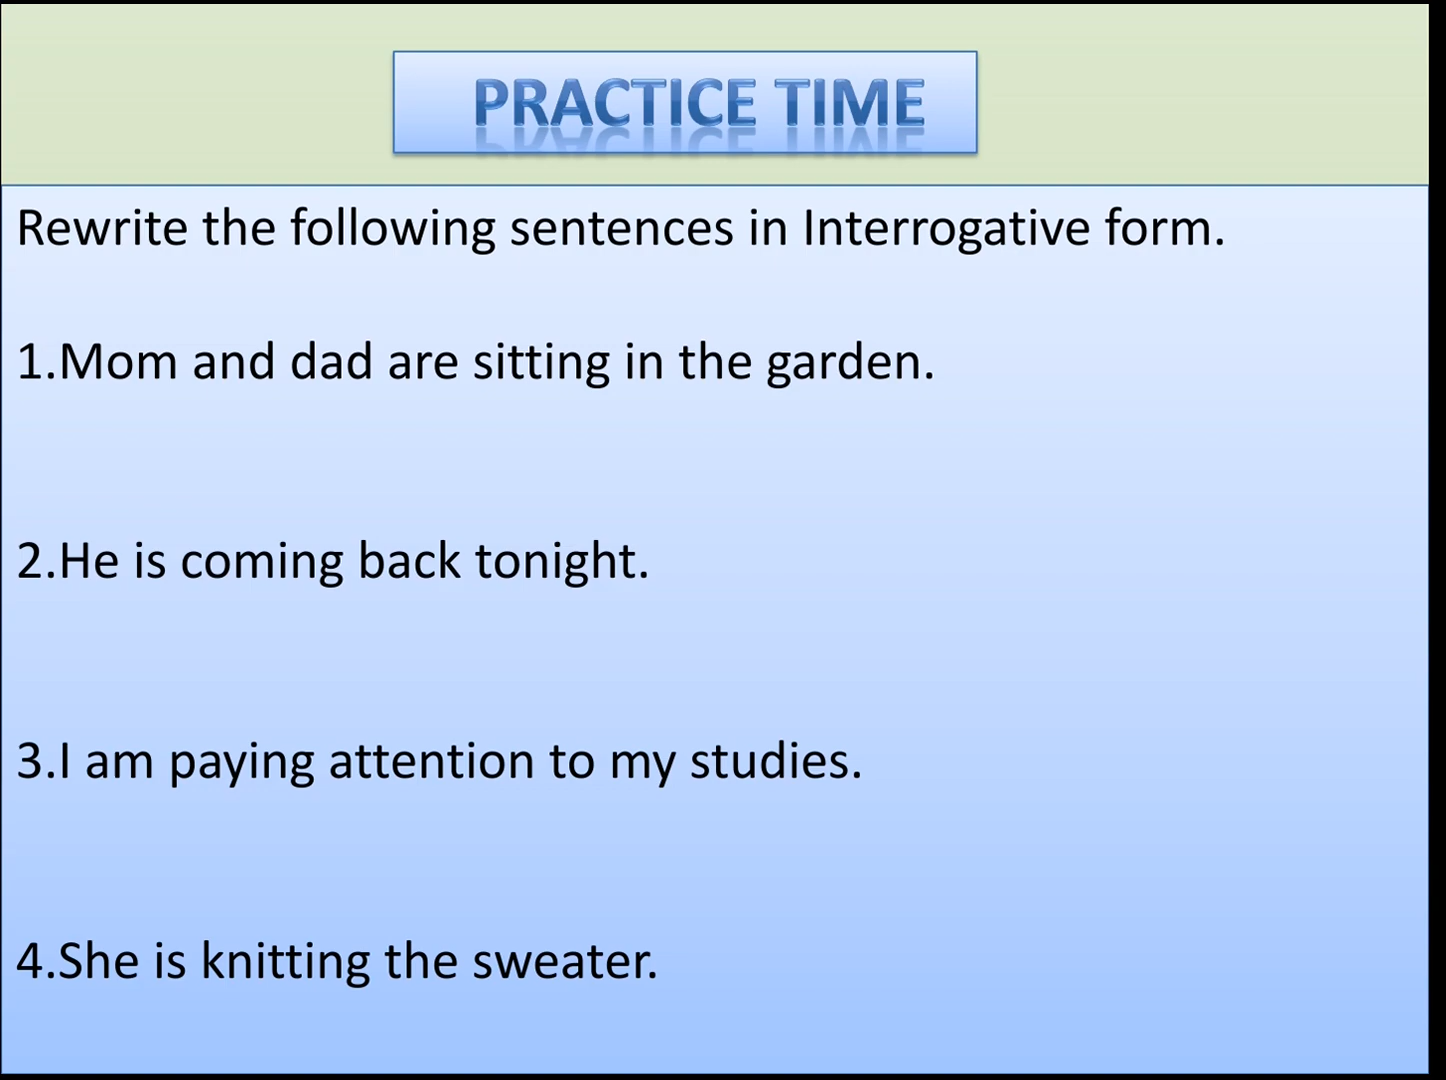 PRACTICE TIME
Rewrite the following sentences in Interrogative form.
1.Mom and dad are sitting in the garden.
2.He is coming back tonight.
3.I am paying attention to my studies.
4.She is knitting the sweater.